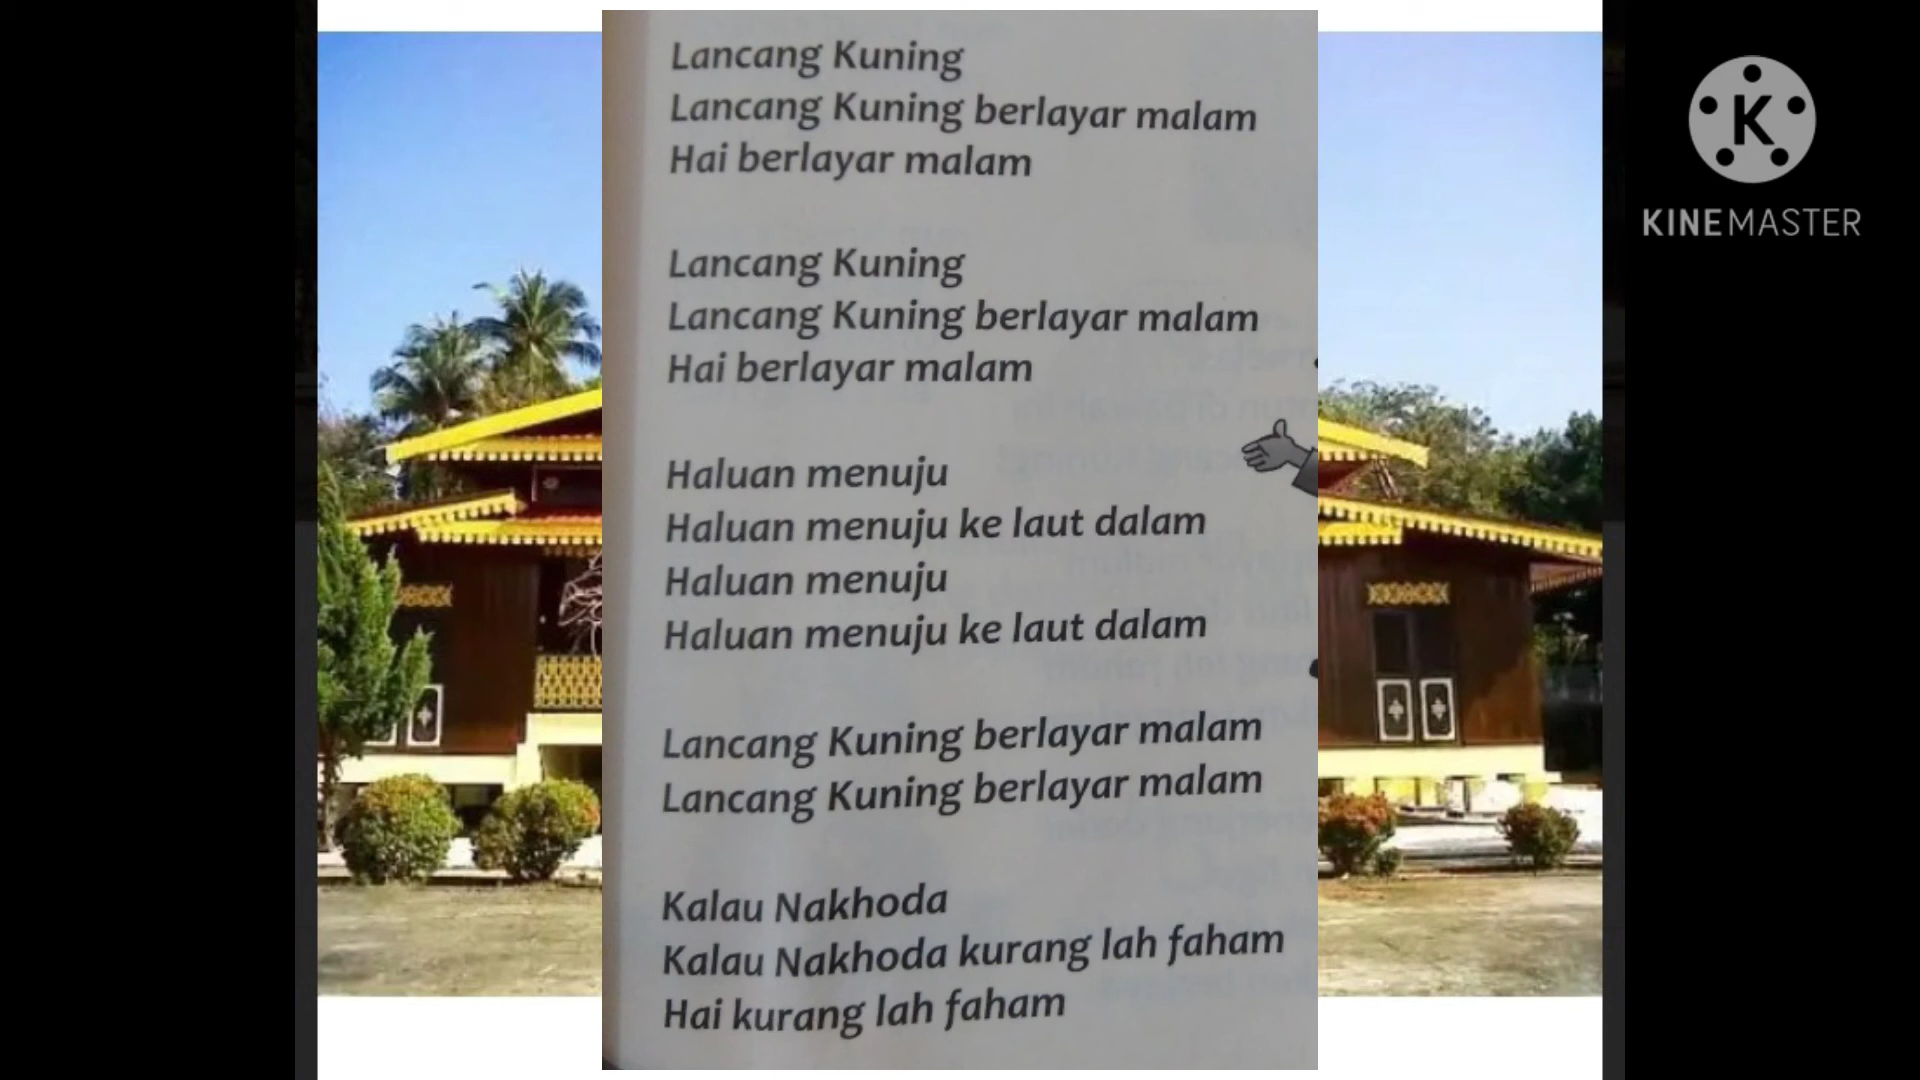 Lancang Kuning
Lancang Kuning berlayar malam
Hai berlayar malam
Lancang Kuning
Lancang Kuning berlayar malam
Hai berlayar malam
Haluan menuju
Haluan menuju ke laut dalam
Haluan menuju
Haluan menuju ke laut dalam
Lancang Kuning berlayar malam
Lancang Kuning berlayar malam
Kalau Nakhoda
Kalau Nakhoda kurang lah faham
Hai kurang lah faham
K
KINEMASTER